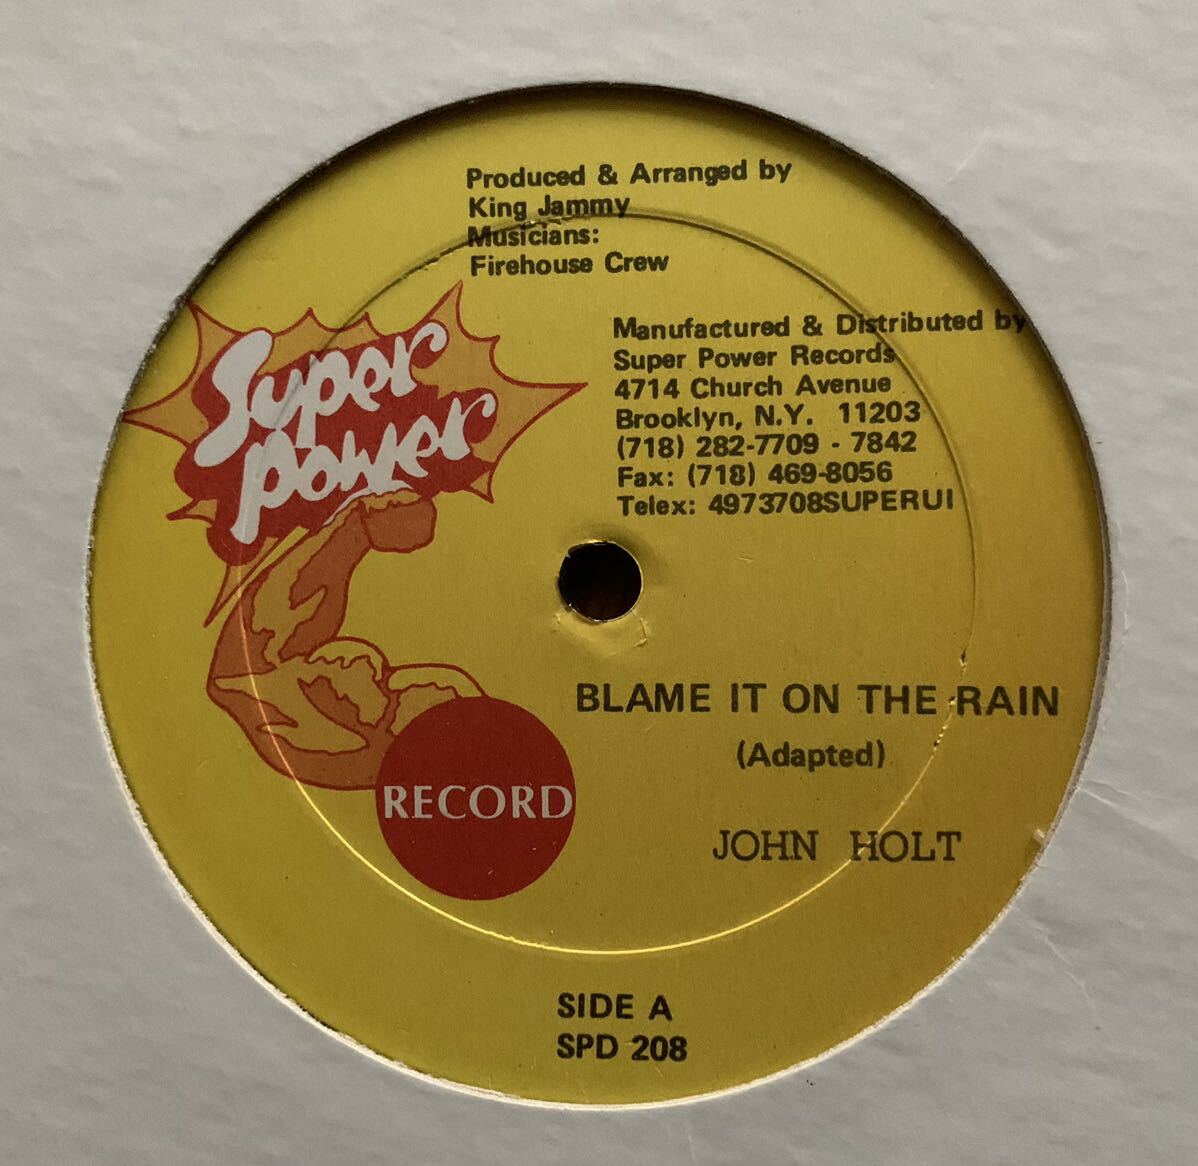 Produced & Arranged by
King Jammy
Musicians:
Firehouse Crew
Manufactured & Distributed by
Super Power Records
4714 Church Avenue
Brooklyn, N.Y. 11203
(718) 282-7709 - 7842
Fax: (718) 469-8056
Telex: 4973708SUPERUI
Super
Power
RECORD
BLAME IT ON THE RAIN
(Adapted)
JOHN HOLT
SIDE A
SPD 208